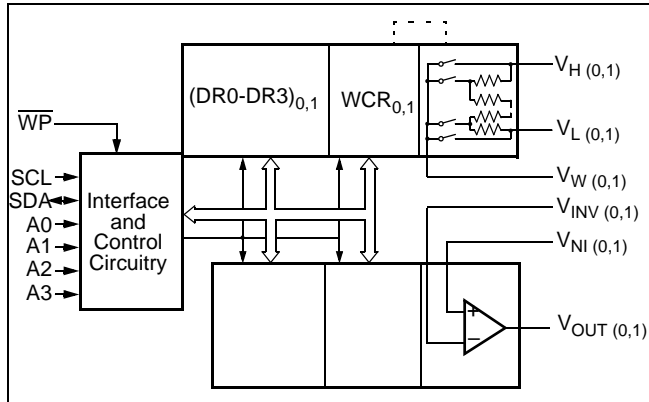 (DR0-DR3)0,1
WCR0,1
VH (0,1)
VL (0,1)
VW (0,1)
VINV (0,1)
VNI (0,1)
VOUT (0,1)
WP
SCL
SDA
A0
A1
A2
A3
Interface
and
Control
Circuitry
+
−